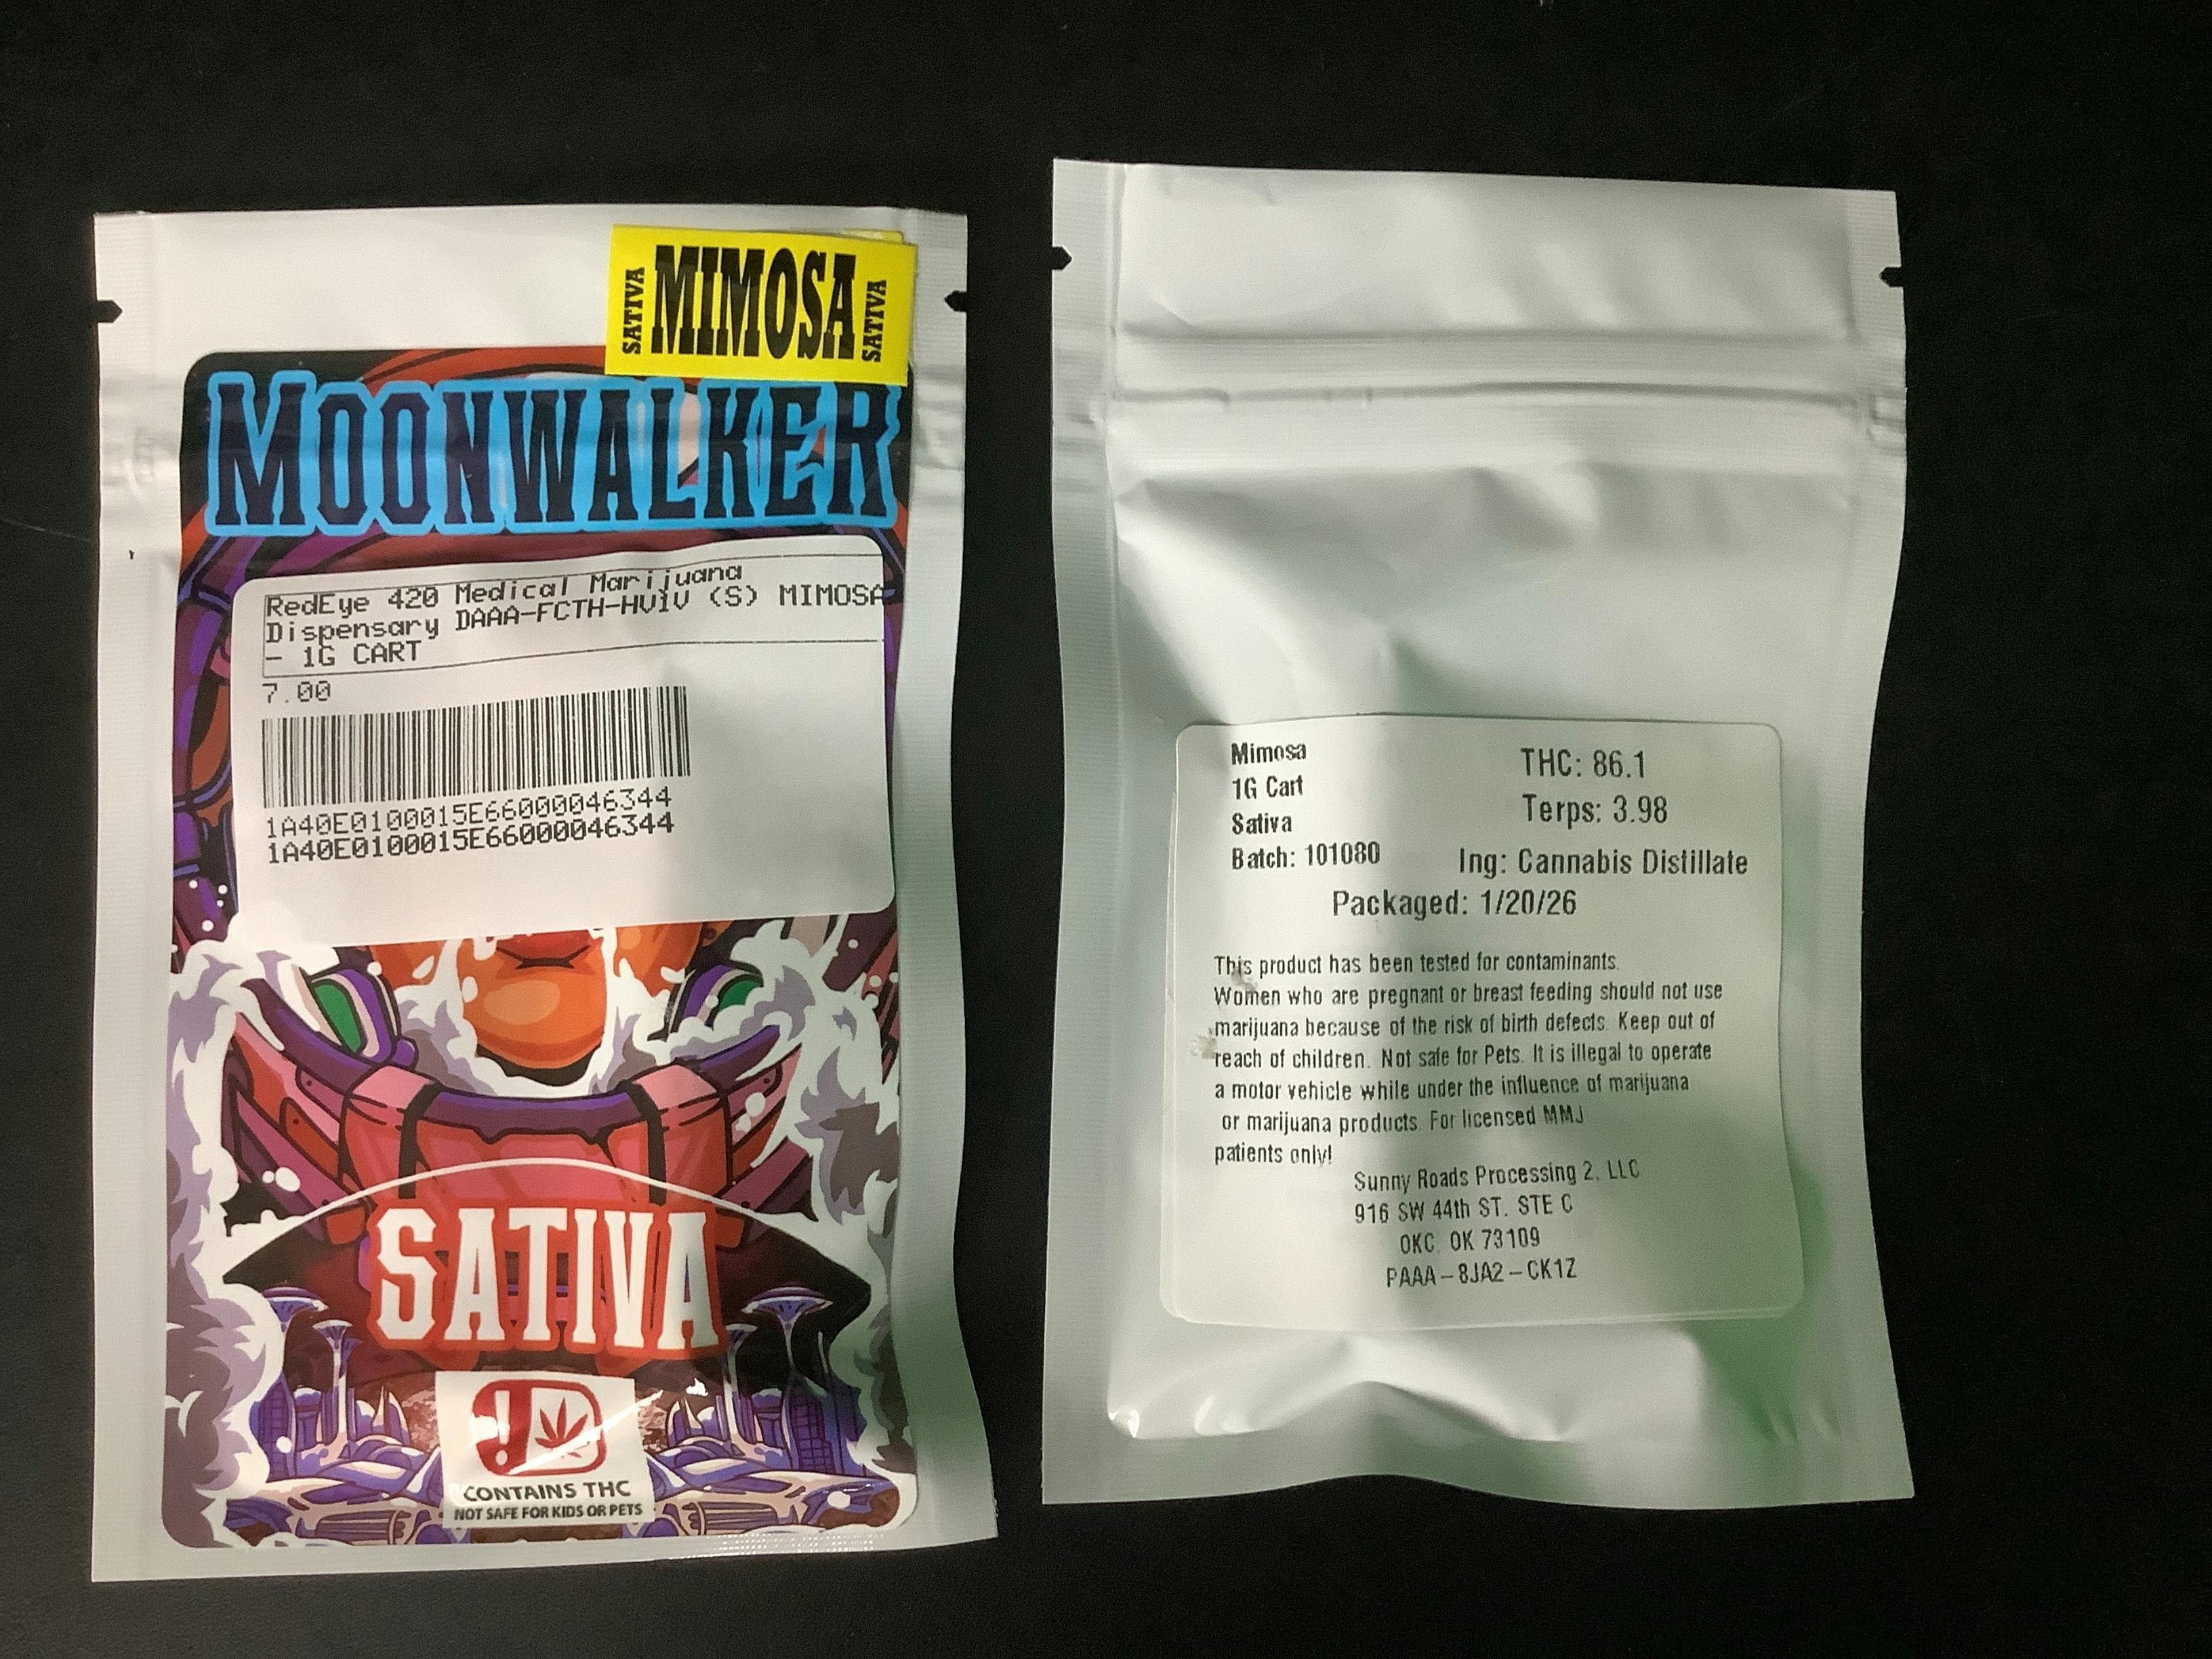 SATIVA MIMOSA SATIVA
MOONWALKER
RedEye 420 Medical Marijuana
Dispensary DAAA-FCTH-HV1V (S) MIMOSA
- 1G CART
7.00
1A40E0100015E66000046344
1A40E0100015E66000046344
SATIVA
!
CONTAINS THC
NOT SAFE FOR KIDS OR PETS
Mimosa
1G Cart
Sativa
Batch: 101080
THC: 86.1
Terps: 3.98
Ing: Cannabis Distillate
Packaged: 1/20/26
This product has been tested for contaminants.
Women who are pregnant or breast feeding should not use
marijuana because of the risk of birth defects. Keep out of
reach of children. Not safe for Pets. It is illegal to operate
a motor vehicle while under the influence of marijuana
or marijuana products. For licensed MMJ
patients only!
Sunny Roads Processing 2, LLC
916 SW 44th ST. STE C
OKC, OK 73109
PAAA-8JA2-CK1Z